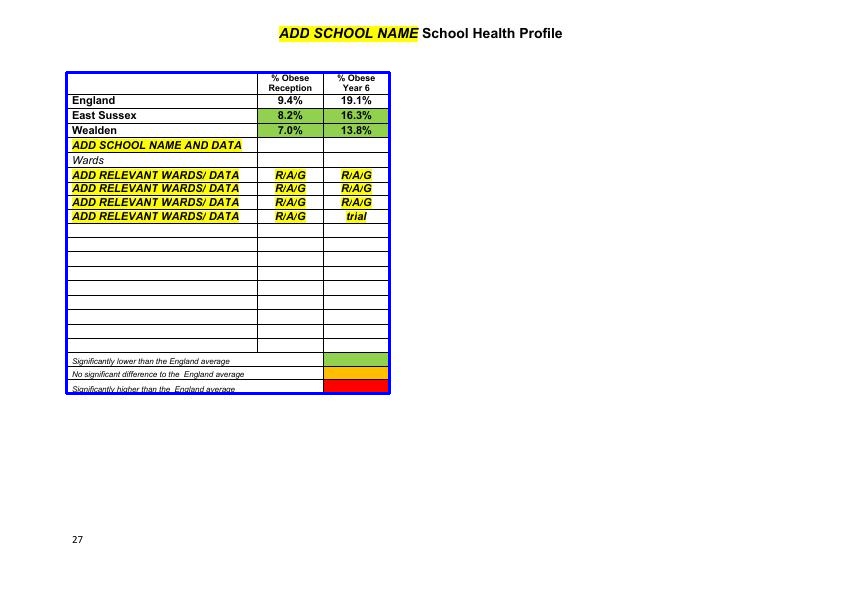 ADD SCHOOL NAME School Health Profile
% Obese Reception % Obese Year 6
England 9.4% 19.1%
East Sussex 8.2% 16.3%
Wealden 7.0% 13.8%
ADD SCHOOL NAME AND DATA
Wards
ADD RELEVANT WARDS/ DATA R/A/G R/A/G
ADD RELEVANT WARDS/ DATA R/A/G R/A/G
ADD RELEVANT WARDS/ DATA R/A/G R/A/G
ADD RELEVANT WARDS/ DATA R/A/G trial
Significantly lower than the England average
No significant difference to the England average
Significantly higher than the England average
27